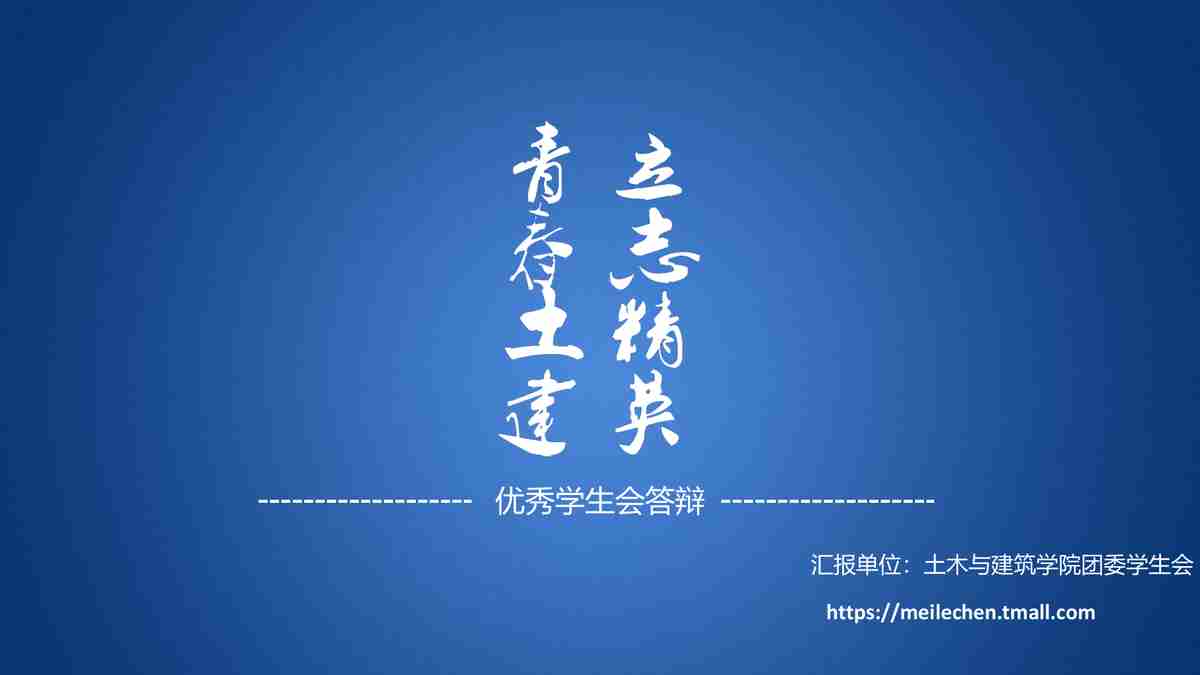 青春土建
立志精英
------------------- 优秀学生会答辩 -------------------
汇报单位：土木与建筑学院团委学生会
https://meilechen.tmall.com